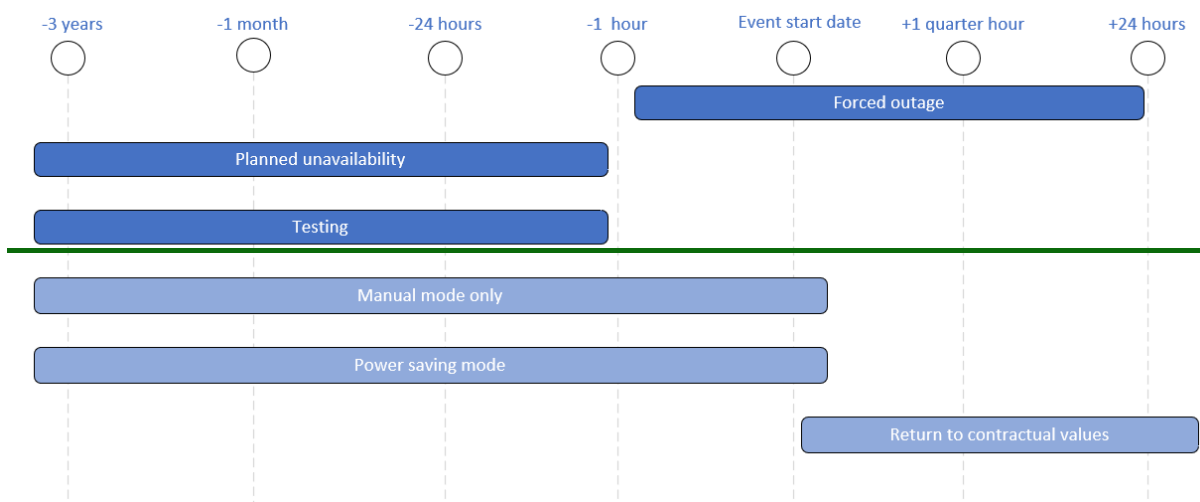 -3 years
-1 month
-24 hours
-1 hour
Event start date
+1 quarter hour
+24 hours
Forced outage
Planned unavailability
Testing
Manual mode only
Power saving mode
Return to contractual values